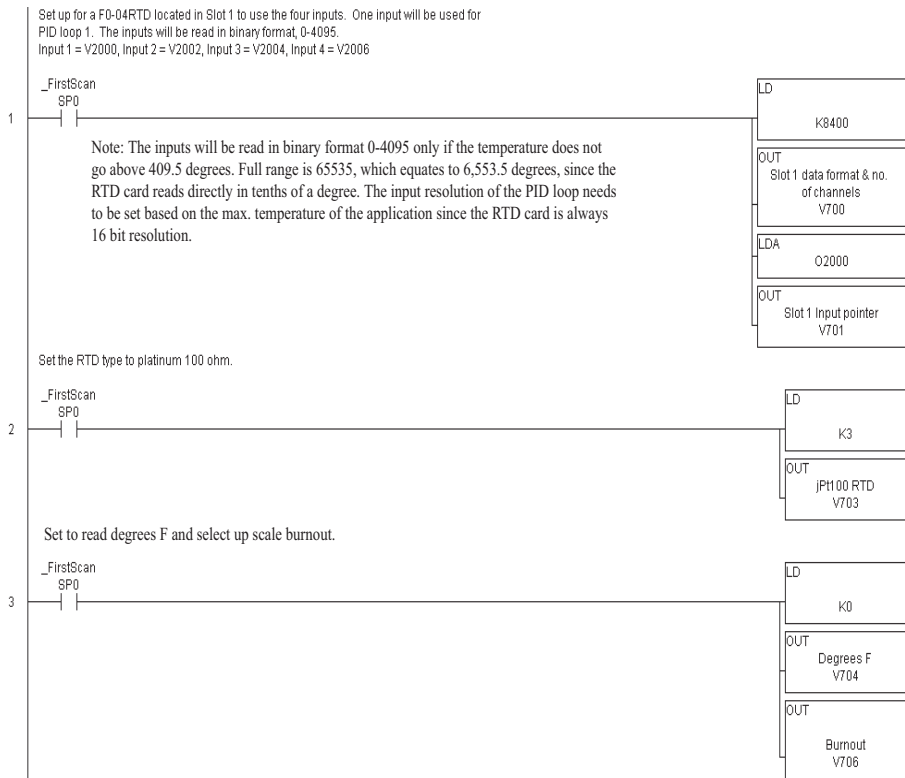 Set up for a F0-04RTD located in Slot 1 to use the four inputs. One input will be used for
PID loop 1. The inputs will be read in binary format, 0-4095.
Input 1 = V2000, Input 2 = V2002, Input 3 = V2004, Input 4 = V2006
_FirstScan
SP0
1
Note: The inputs will be read in binary format 0-4095 only if the temperature does not
go above 409.5 degrees. Full range is 65535, which equates to 6,553.5 degrees, since the
RTD card reads directly in tenths of a degree. The input resolution of the PID loop needs
to be set based on the max. temperature of the application since the RTD card is always
16 bit resolution.
LD
K8400
OUT
Slot 1 data format & no.
of channels
V700
LDA
O2000
OUT
Slot 1 Input pointer
V701
Set the RTD type to platinum 100 ohm.
_FirstScan
SP0
2
LD
K3
OUT
jPt100 RTD
V703
Set to read degrees F and select up scale burnout.
_FirstScan
SP0
3
LD
K0
OUT
Degrees F
V704
OUT
Burnout
V706